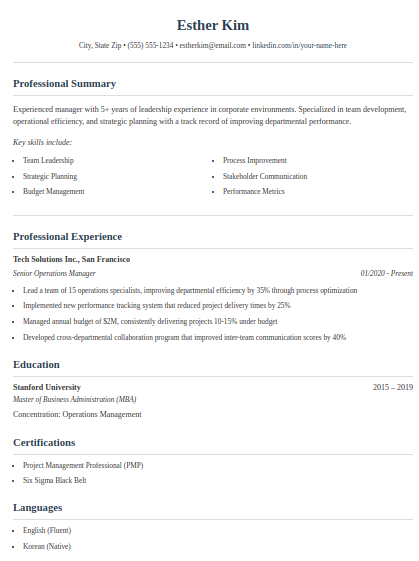 Esther Kim
City, State Zip • (555) 555-1234 • estherkim@email.com • linkedin.com/in/your-name-here
Professional Summary
Experienced manager with 5+ years of leadership experience in corporate environments. Specialized in team development,
operational efficiency, and strategic planning with a track record of improving departmental performance.
Key skills include:
• Team Leadership
• Strategic Planning
• Budget Management
• Process Improvement
• Stakeholder Communication
• Performance Metrics
Professional Experience
Tech Solutions Inc., San Francisco
Senior Operations Manager 01/2020 - Present
• Lead a team of 15 operations specialists, improving departmental efficiency by 35% through process optimization
• Implemented new performance tracking system that reduced project delivery times by 25%
• Managed annual budget of $2M, consistently delivering projects 10-15% under budget
• Developed cross-departmental collaboration program that improved inter-team communication scores by 40%
Education
Stanford University 2015 – 2019
Master of Business Administration (MBA)
Concentration: Operations Management
Certifications
• Project Management Professional (PMP)
• Six Sigma Black Belt
Languages
• English (Fluent)
• Korean (Native)